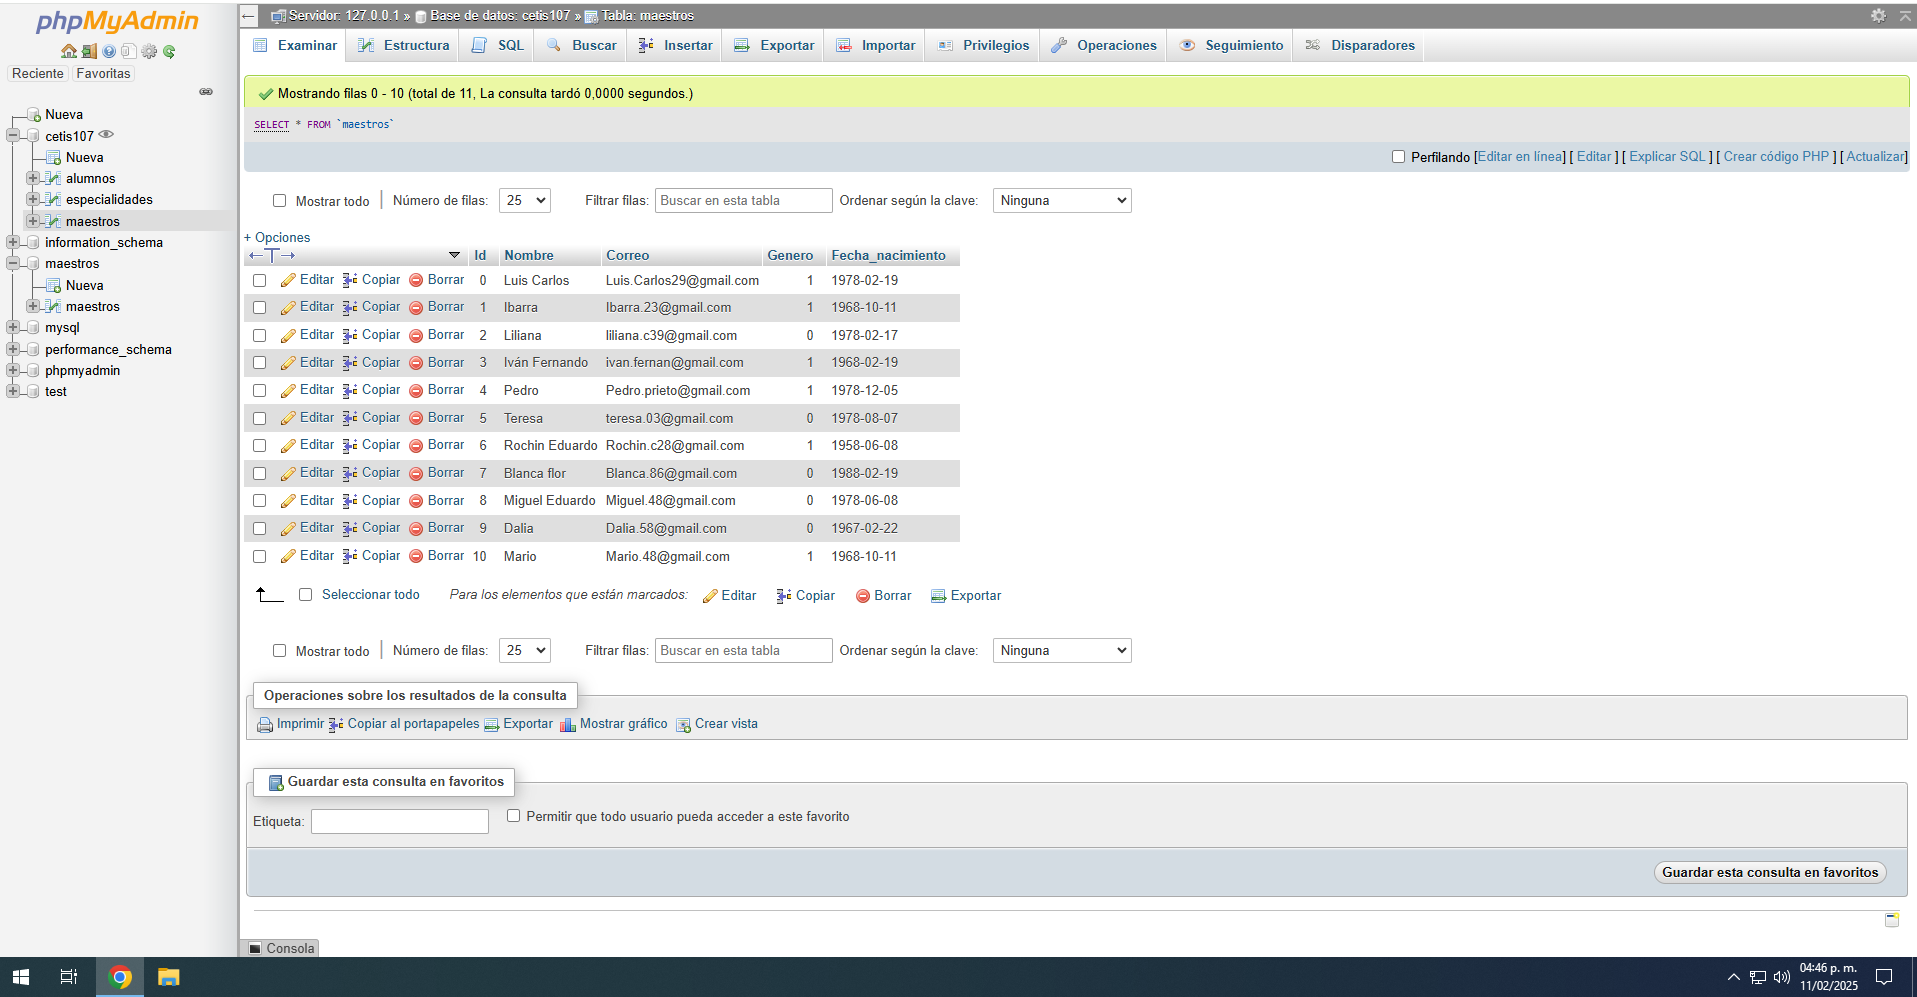 phpMyAdmin
Reciente Favoritas
Nueva
cetis107
Nueva
alumnos
especialidades
maestros
information_schema
maestros
Nueva
maestros
mysql
performance_schema
phpmyadmin
test
Servidor: 127.0.0.1 » Base de datos: cetis107 » Tabla: maestros
Examinar Estructura SQL Buscar Insertar Exportar Importar Privilegios Operaciones Seguimiento Disparadores
Mostrando filas 0 - 10 (total de 11, La consulta tardó 0,0000 segundos.)
SELECT * FROM `maestros`
Perfilando [Editar en línea] [ Editar ] [ Explicar SQL ] [ Crear código PHP ] [ Actualizar]
Mostrar todo | Número de filas: 25 Filtrar filas: Buscar en esta tabla Ordenar según la clave: Ninguna
+ Opciones
←T→ Id Nombre Correo Genero Fecha_nacimiento
Editar Copiar Borrar 0 Luis Carlos Luis.Carlos29@gmail.com 1 1978-02-19
Editar Copiar Borrar 1 Ibarra Ibarra.23@gmail.com 1 1968-10-11
Editar Copiar Borrar 2 Liliana liliana.c39@gmail.com 0 1978-02-17
Editar Copiar Borrar 3 Iván Fernando ivan.fernan@gmail.com 1 1968-02-19
Editar Copiar Borrar 4 Pedro Pedro.prieto@gmail.com 1 1978-12-05
Editar Copiar Borrar 5 Teresa teresa.03@gmail.com 0 1978-08-07
Editar Copiar Borrar 6 Rochin Eduardo Rochin.c28@gmail.com 1 1958-06-08
Editar Copiar Borrar 7 Blanca flor Blanca.86@gmail.com 0 1988-02-19
Editar Copiar Borrar 8 Miguel Eduardo Miguel.48@gmail.com 0 1978-06-08
Editar Copiar Borrar 9 Dalia Dalia.58@gmail.com 0 1967-02-22
Editar Copiar Borrar 10 Mario Mario.48@gmail.com 1 1968-10-11
Seleccionar todo Para los elementos que están marcados: Editar Copiar Borrar Exportar
Mostrar todo | Número de filas: 25 Filtrar filas: Buscar en esta tabla Ordenar según la clave: Ninguna
Operaciones sobre los resultados de la consulta
Imprimir Copiar al portapapeles Exportar Mostrar gráfico Crear vista
Guardar esta consulta en favoritos
Etiqueta: Permitir que todo usuario pueda acceder a este favorito
Guardar esta consulta en favoritos
Consola
04:46 p. m.
11/02/2025